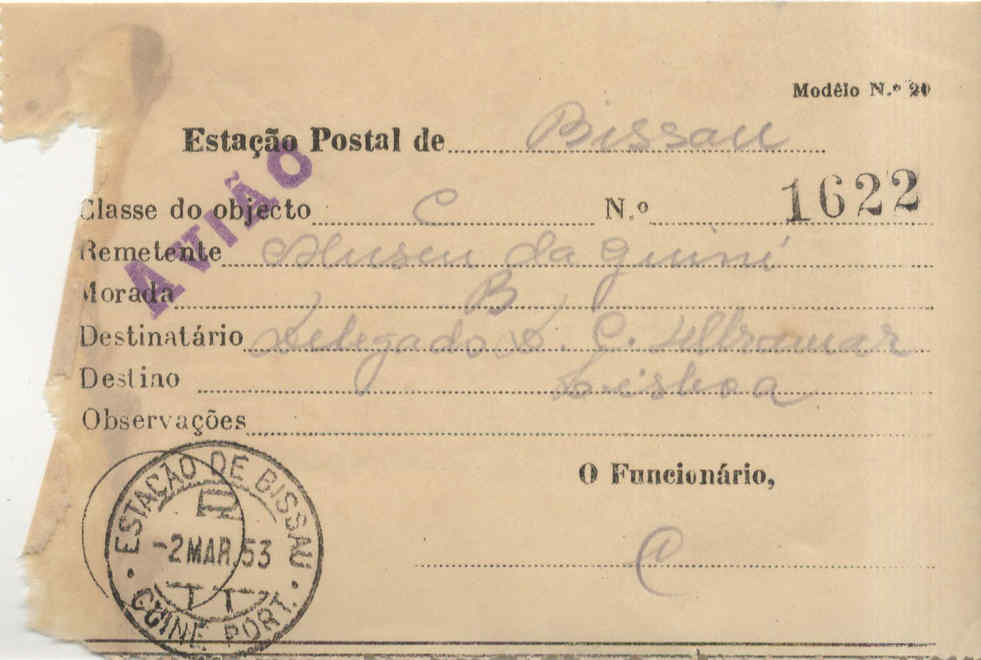 Modêlo N.º 20
Estação Postal de Bissau
AVIÃO
Classe do objecto C N.º 1622
Remetente Museu da Guiné
Morada B
Destinatário Delegado D. C. Ultramar
Destino Lisboa
Observações
O Funcionário,
ESTAÇÃO DE BISSAU
-2 MAR. 53
GUINÉ PORT.